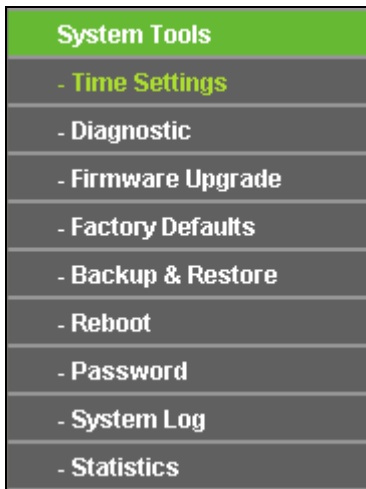 System Tools
- Time Settings
- Diagnostic
- Firmware Upgrade
- Factory Defaults
- Backup & Restore
- Reboot
- Password
- System Log
- Statistics